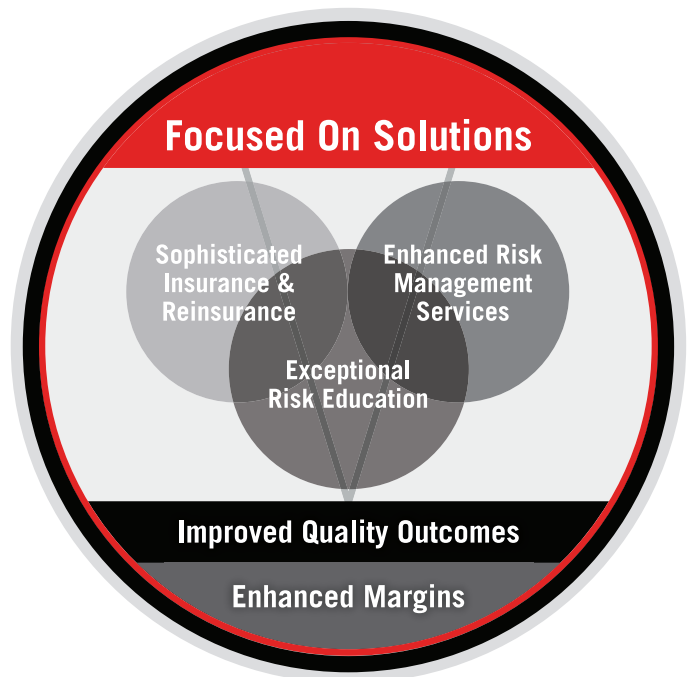 Focused On Solutions
Sophisticated
Insurance &
Reinsurance
Enhanced Risk
Management
Services
Exceptional
Risk Education
Improved Quality Outcomes
Enhanced Margins